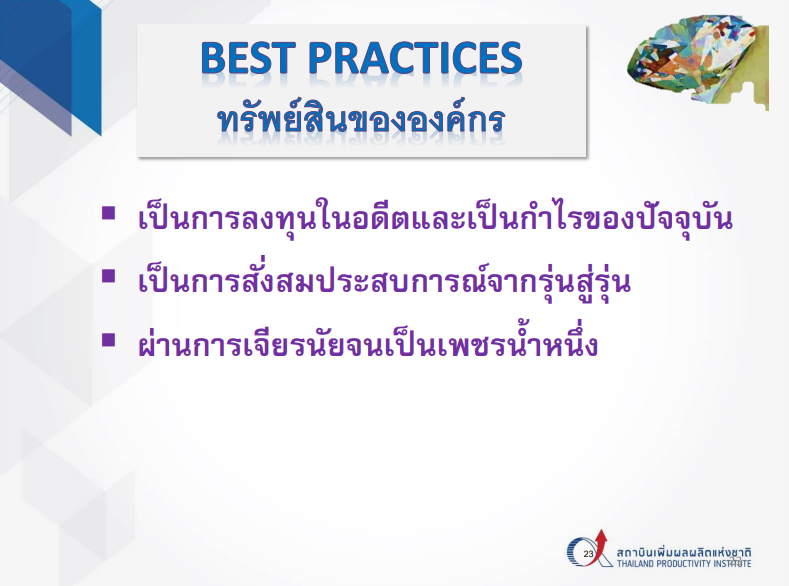 BEST PRACTICES
ทรัพย์สินขององค์กร
▪ เป็นการลงทุนในอดีตและเป็นกำไรของปัจจุบัน
▪ เป็นการสั่งสมประสบการณ์จากรุ่นสู่รุ่น
▪ ผ่านการเจียรนัยจนเป็นเพชรน้ำหนึ่ง
23
สถาบันเพิ่มผลผลิตแห่งชาติ
THAILAND PRODUCTIVITY INSTITUTE
23